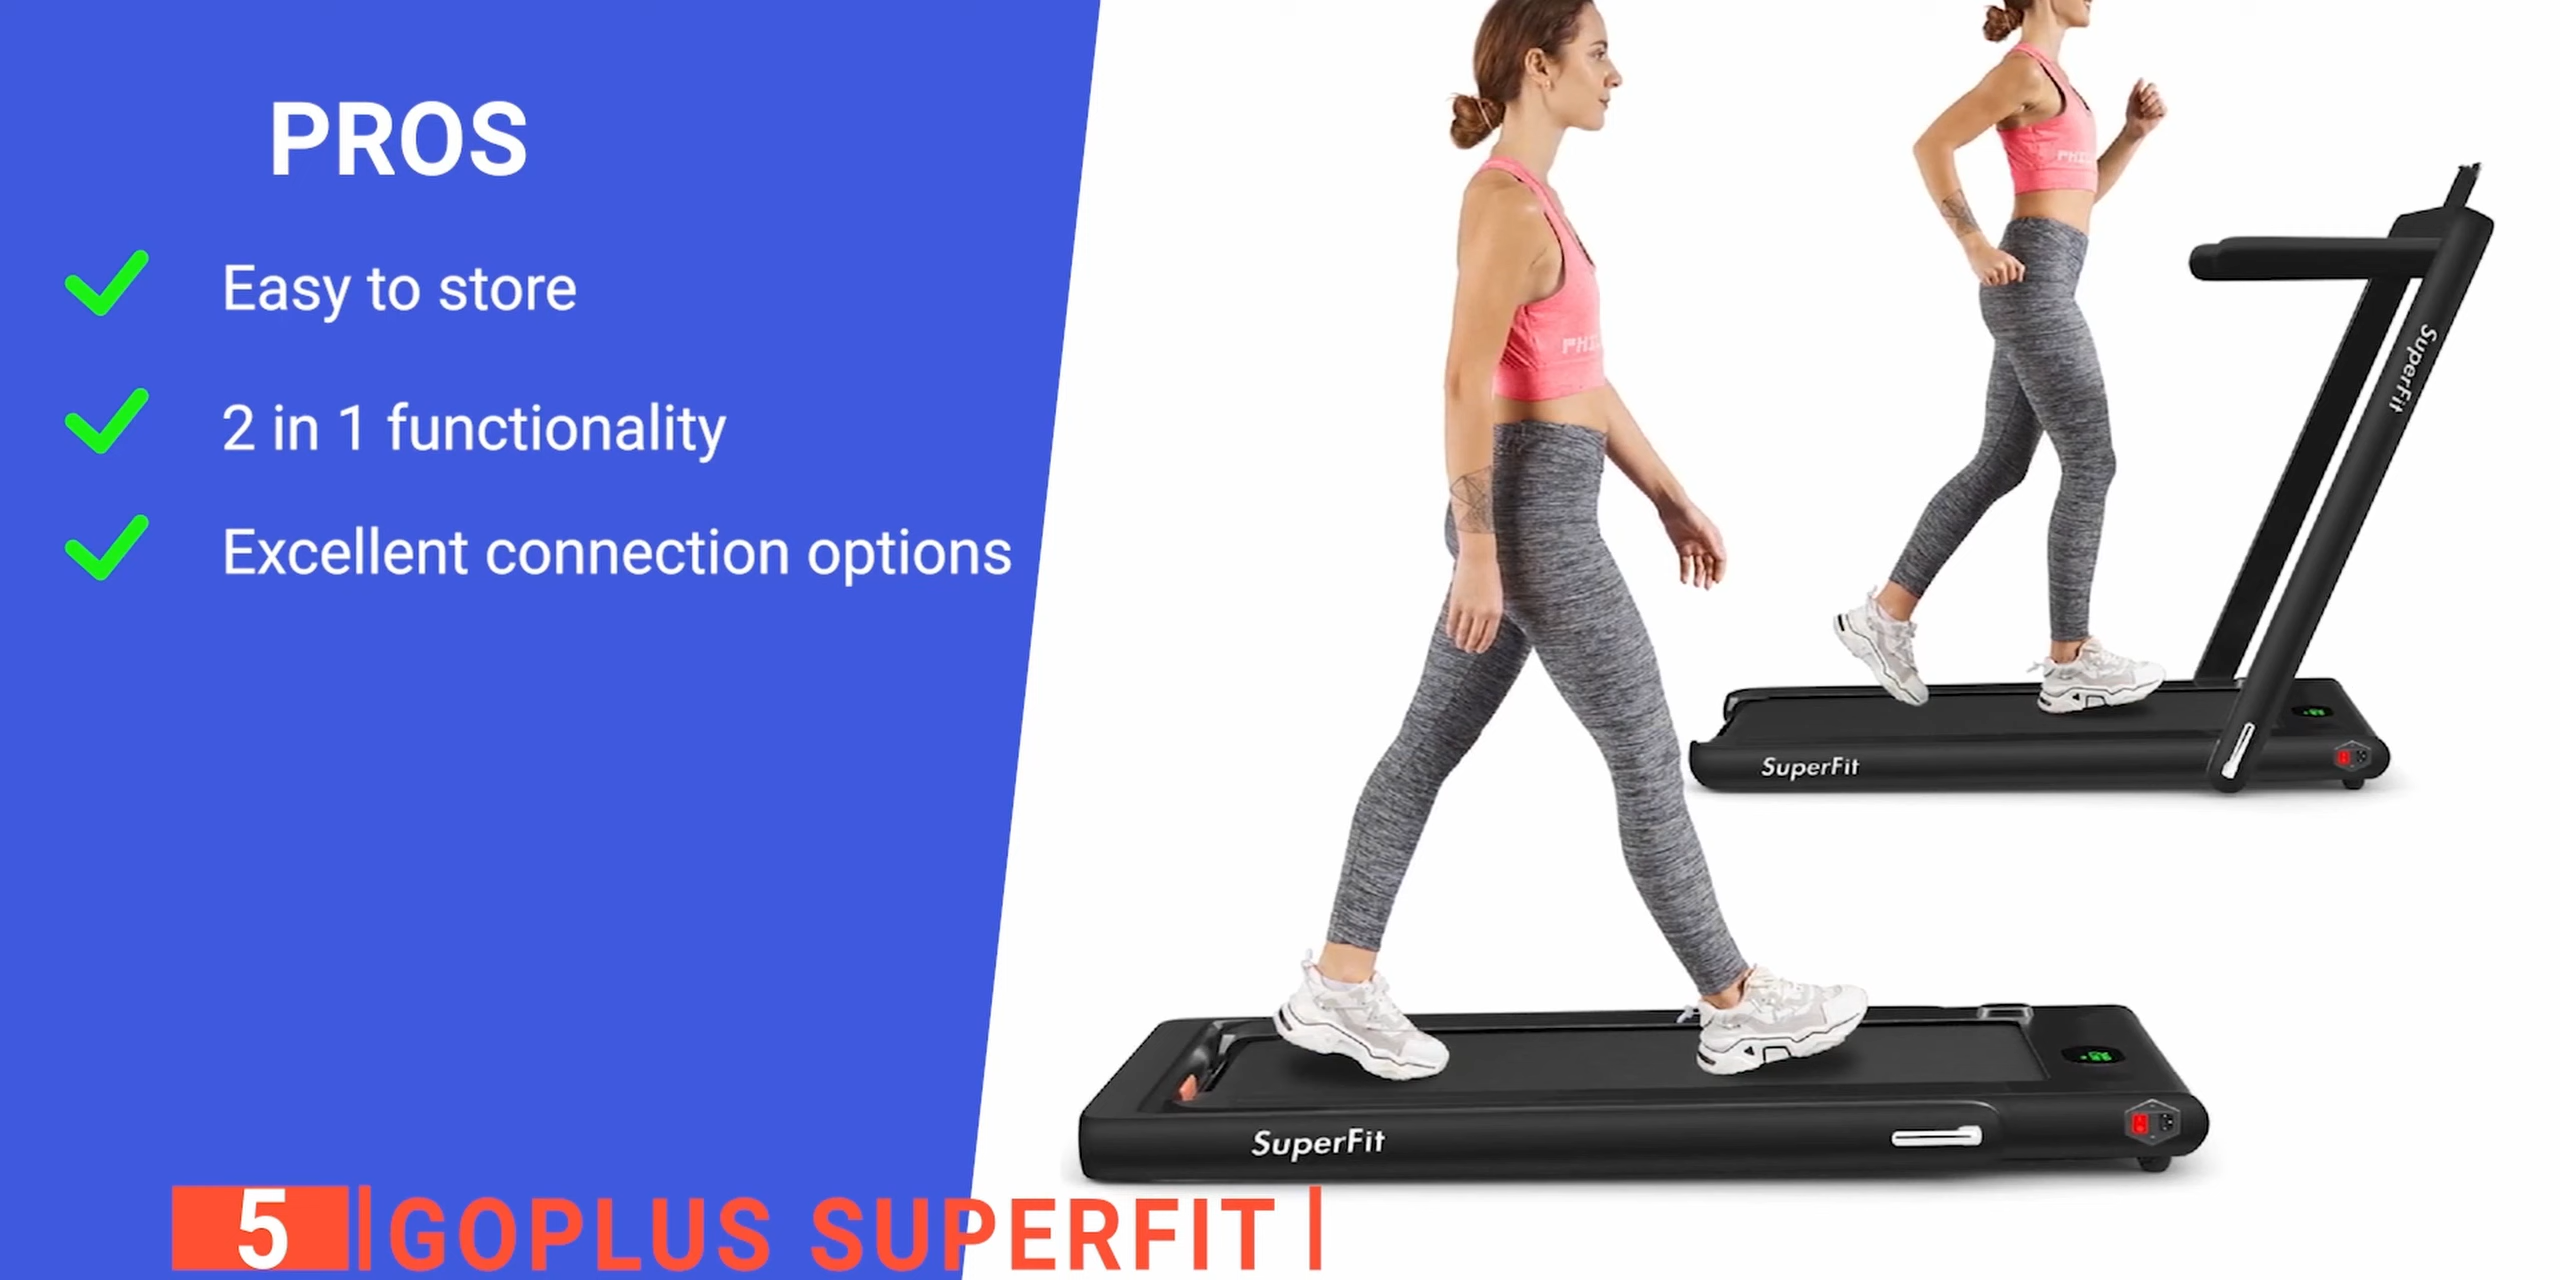 PROS
Easy to store
2 in 1 functionality
Excellent connection options
SuperFit
SuperFit
SuperFit
5 | GOPLUS SUPERFIT |